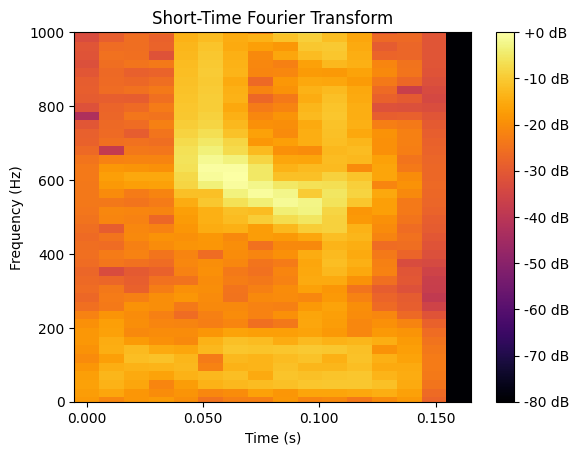 Short-Time Fourier Transform
1000
800
600
400
200
0
Frequency (Hz)
0.000
0.050
0.100
0.150
Time (s)
+0 dB
-10 dB
-20 dB
-30 dB
-40 dB
-50 dB
-60 dB
-70 dB
-80 dB